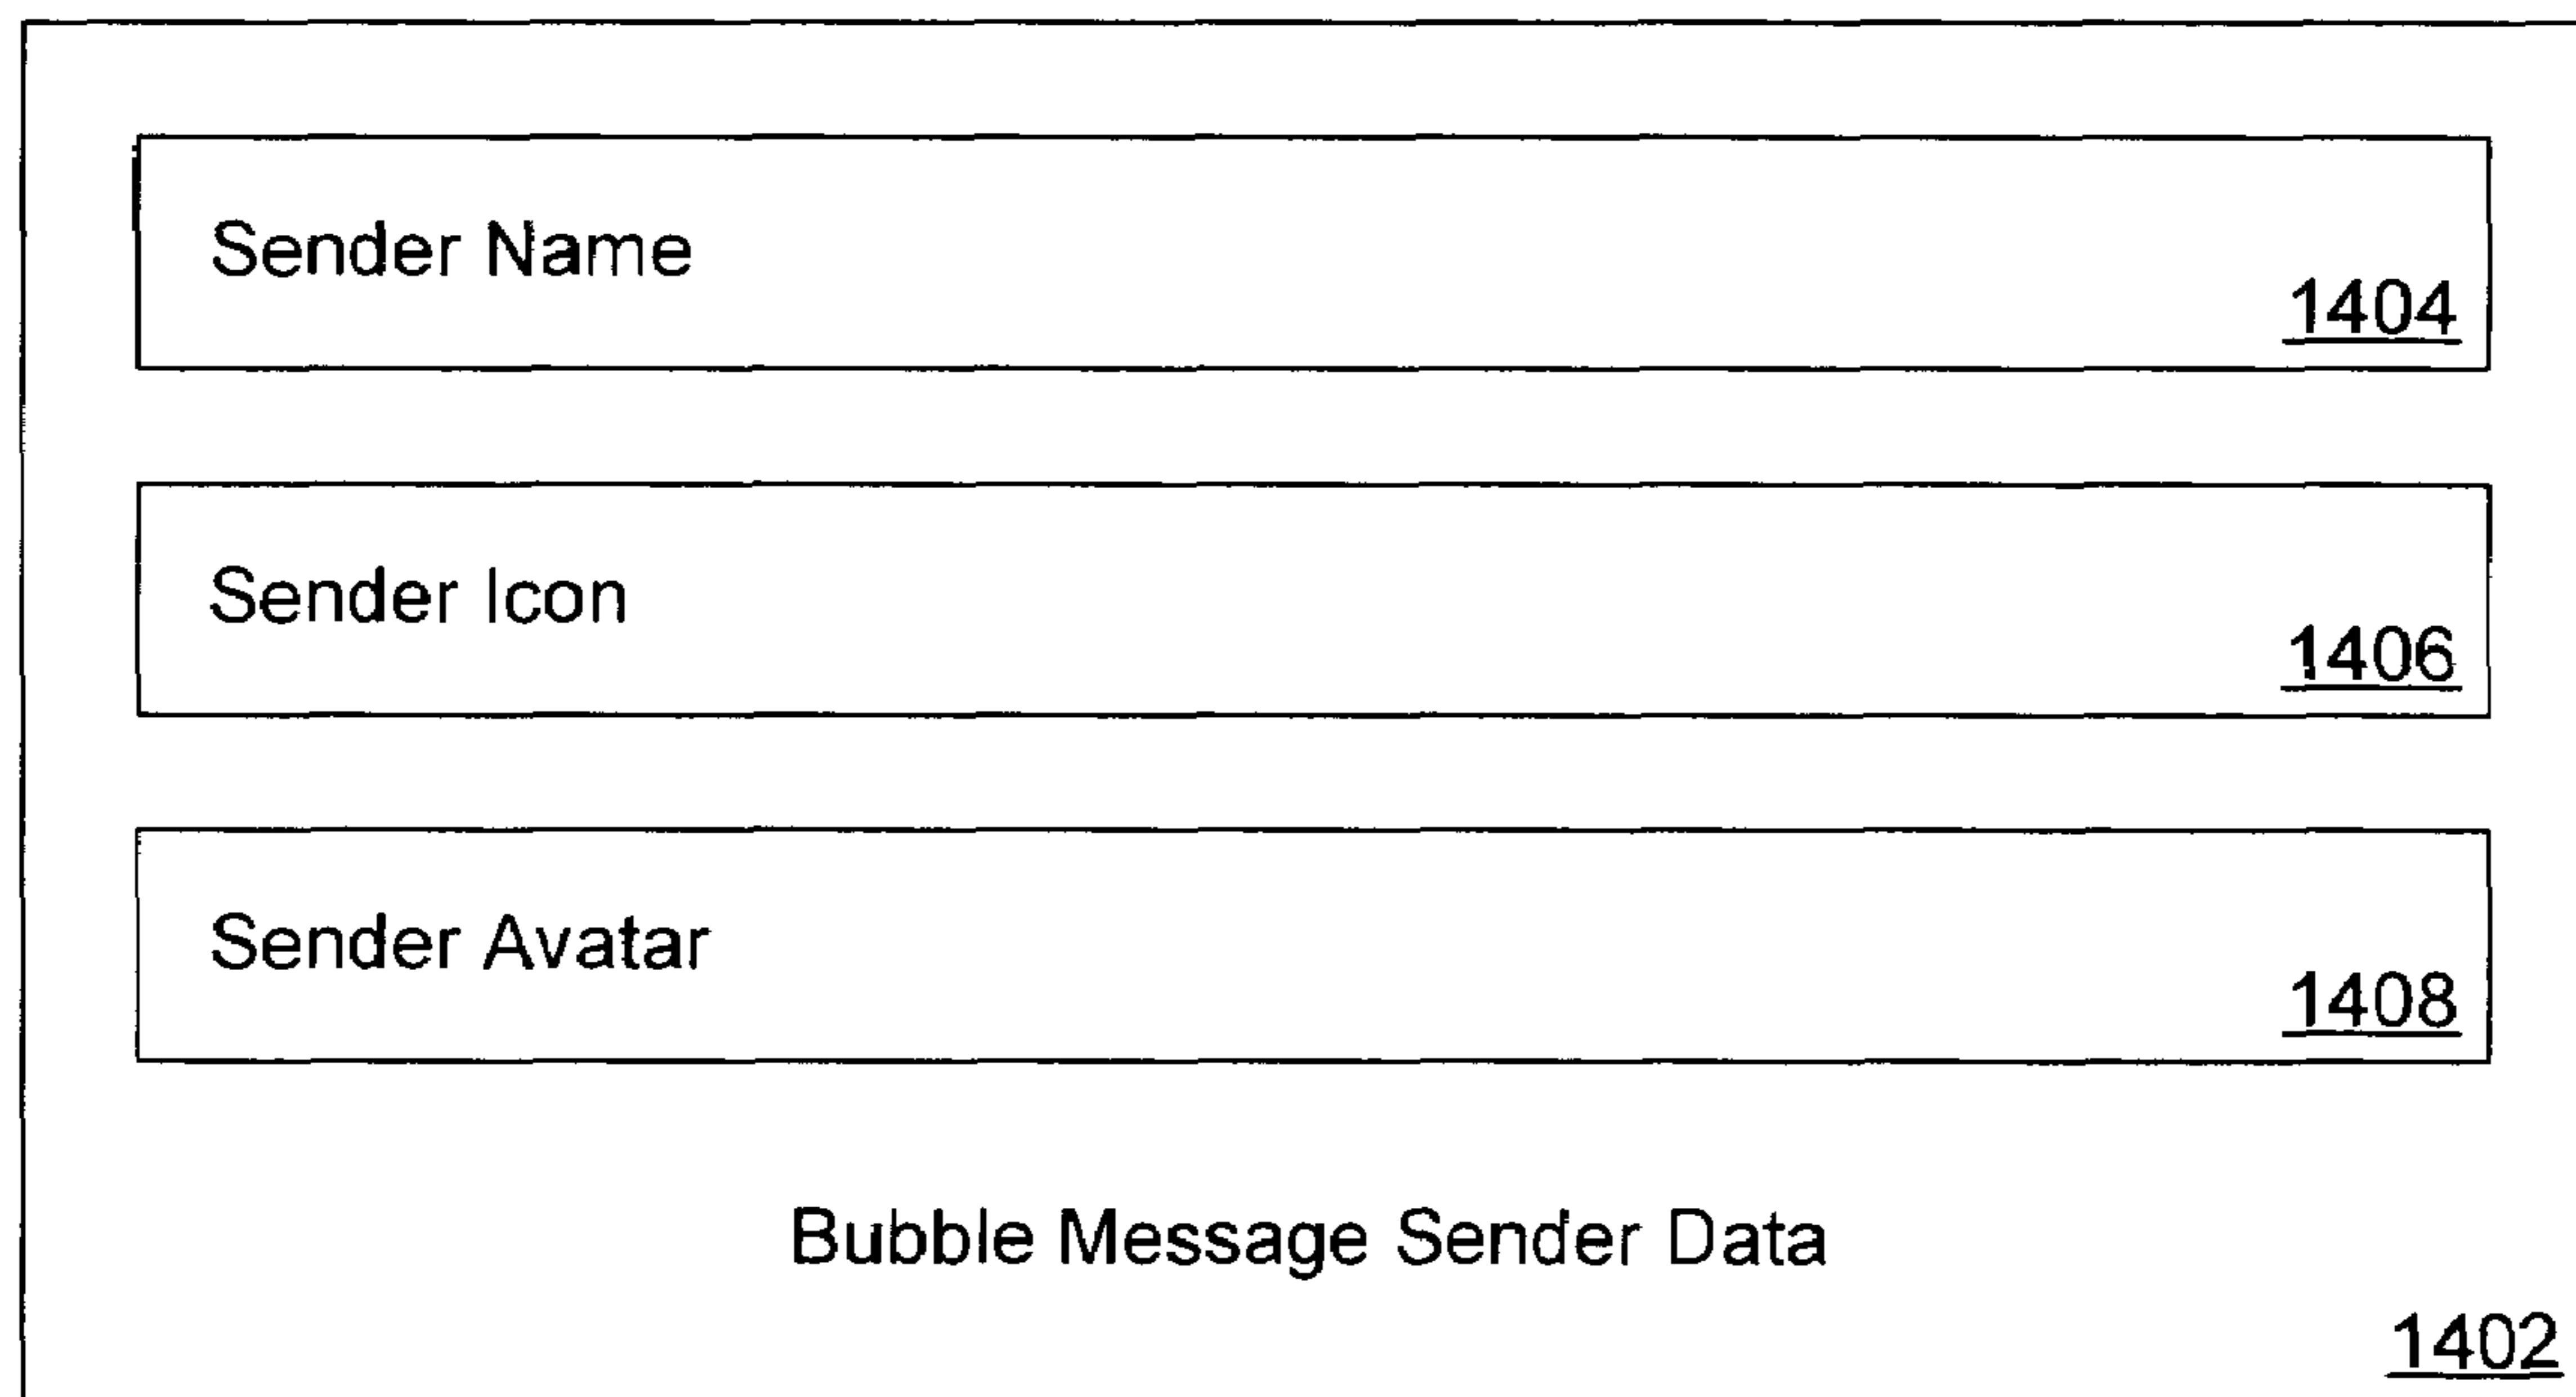 Sender Name
1404
Sender Icon
1406
Sender Avatar
1408
Bubble Message Sender Data
1402